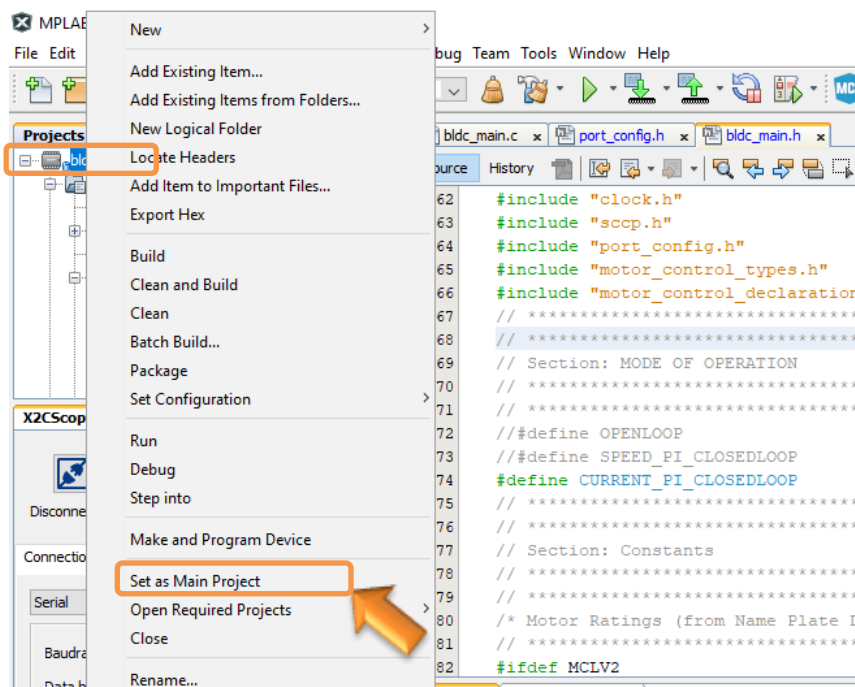 MPLAB
File Edit
bug Team Tools Window Help
MC
Projects
bldc
X2CScop
Disconne
Connectio
Serial
Baudra
Data b
New
Add Existing Item...
Add Existing Items from Folders...
New Logical Folder
Locate Headers
Add Item to Important Files...
Export Hex
Build
Clean and Build
Clean
Batch Build...
Package
Set Configuration
Run
Debug
Step into
Make and Program Device
Set as Main Project
Open Required Projects
Close
Rename...
bldc_main.c x port_config.h x bldc_main.h x
ource History
62 #include "clock.h"
63 #include "sccp.h"
64 #include "port_config.h"
65 #include "motor_control_types.h"
66 #include "motor_control_declaration
67 // *******************************
68 // *******************************
69 // Section: MODE OF OPERATION
70 // *******************************
71 // *******************************
72 //#define OPENLOOP
73 //#define SPEED_PI_CLOSEDLOOP
74 #define CURRENT_PI_CLOSEDLOOP
75 // *******************************
76 // *******************************
77 // Section: Constants
78 // *******************************
79 // *******************************
80 /* Motor Ratings (from Name Plate D
81 // *******************************
82 #ifdef MCLV2